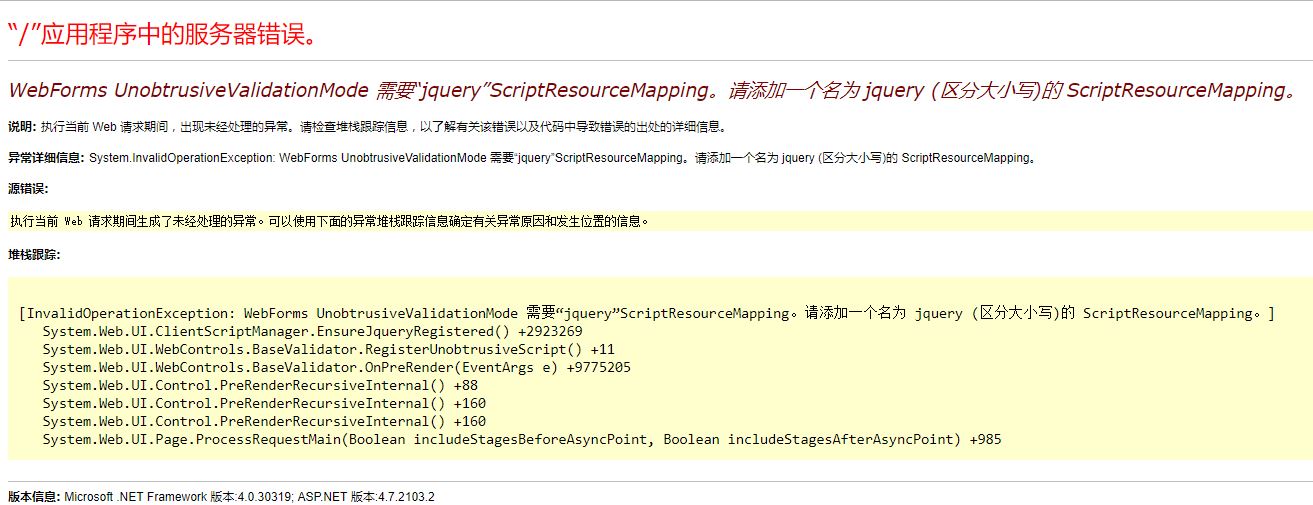 “/”应用程序中的服务器错误。
WebForms UnobtrusiveValidationMode 需要“jquery”ScriptResourceMapping。请添加一个名为 jquery (区分大小写)的 ScriptResourceMapping。
说明: 执行当前 Web 请求期间，出现未经处理的异常。请检查堆栈跟踪信息，以了解有关该错误以及代码中导致错误的出处的详细信息。
异常详细信息: System.InvalidOperationException: WebForms UnobtrusiveValidationMode 需要“jquery”ScriptResourceMapping。请添加一个名为 jquery (区分大小写)的 ScriptResourceMapping。
源错误:
执行当前 Web 请求期间生成了未经处理的异常。可以使用下面的异常堆栈跟踪信息确定有关异常原因和发生位置的信息。
堆栈跟踪:
[InvalidOperationException: WebForms UnobtrusiveValidationMode 需要“jquery”ScriptResourceMapping。请添加一个名为 jquery (区分大小写)的 ScriptResourceMapping。]
System.Web.UI.ClientScriptManager.EnsureJqueryRegistered() +2923269
System.Web.UI.WebControls.BaseValidator.RegisterUnobtrusiveScript() +11
System.Web.UI.WebControls.BaseValidator.OnPreRender(EventArgs e) +9775205
System.Web.UI.Control.PreRenderRecursiveInternal() +88
System.Web.UI.Control.PreRenderRecursiveInternal() +160
System.Web.UI.Control.PreRenderRecursiveInternal() +160
System.Web.UI.Page.ProcessRequestMain(Boolean includeStagesBeforeAsyncPoint, Boolean includeStagesAfterAsyncPoint) +985
版本信息: Microsoft .NET Framework 版本:4.0.30319; ASP.NET 版本:4.7.2103.2